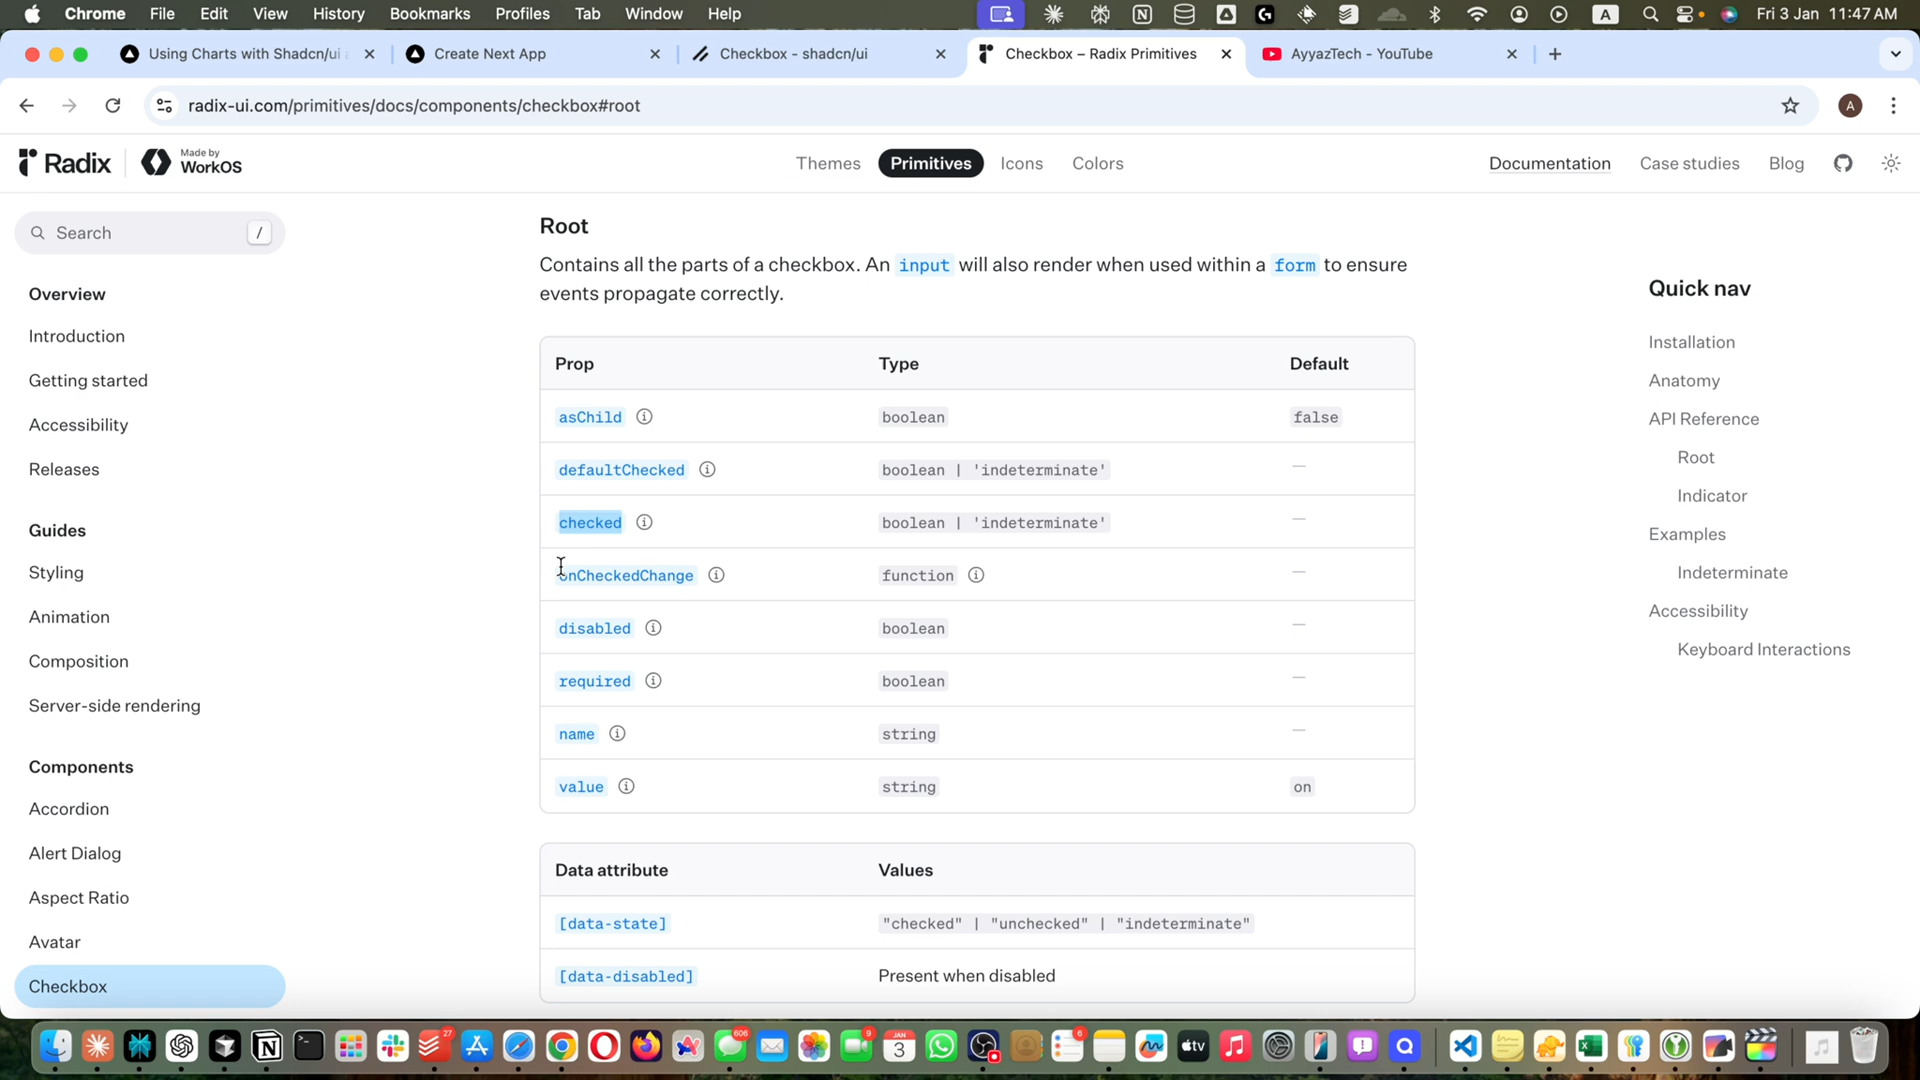 Chrome File Edit View History Bookmarks Profiles Tab Window Help A Fri 3 Jan 11:47 AM
Using Charts with Shadcn/ui Create Next App Checkbox - shadcn/ui Checkbox – Radix Primitives AyyazTech - YouTube
radix-ui.com/primitives/docs/components/checkbox#root A
Radix Made by WorkOS Themes Primitives Icons Colors Documentation Case studies Blog
Search /
Overview
Introduction
Getting started
Accessibility
Releases
Guides
Styling
Animation
Composition
Server-side rendering
Components
Accordion
Alert Dialog
Aspect Ratio
Avatar
Checkbox
Root
Contains all the parts of a checkbox. An input will also render when used within a form to ensure
events propagate correctly.
Prop Type Default
asChild boolean false
defaultChecked boolean | 'indeterminate' —
checked boolean | 'indeterminate' —
onCheckedChange function —
disabled boolean —
required boolean —
name string —
value string on
Data attribute Values
[data-state] "checked" | "unchecked" | "indeterminate"
[data-disabled] Present when disabled
Quick nav
Installation
Anatomy
API Reference
Root
Indicator
Examples
Indeterminate
Accessibility
Keyboard Interactions
27 606 9 JAN 3 6 tv